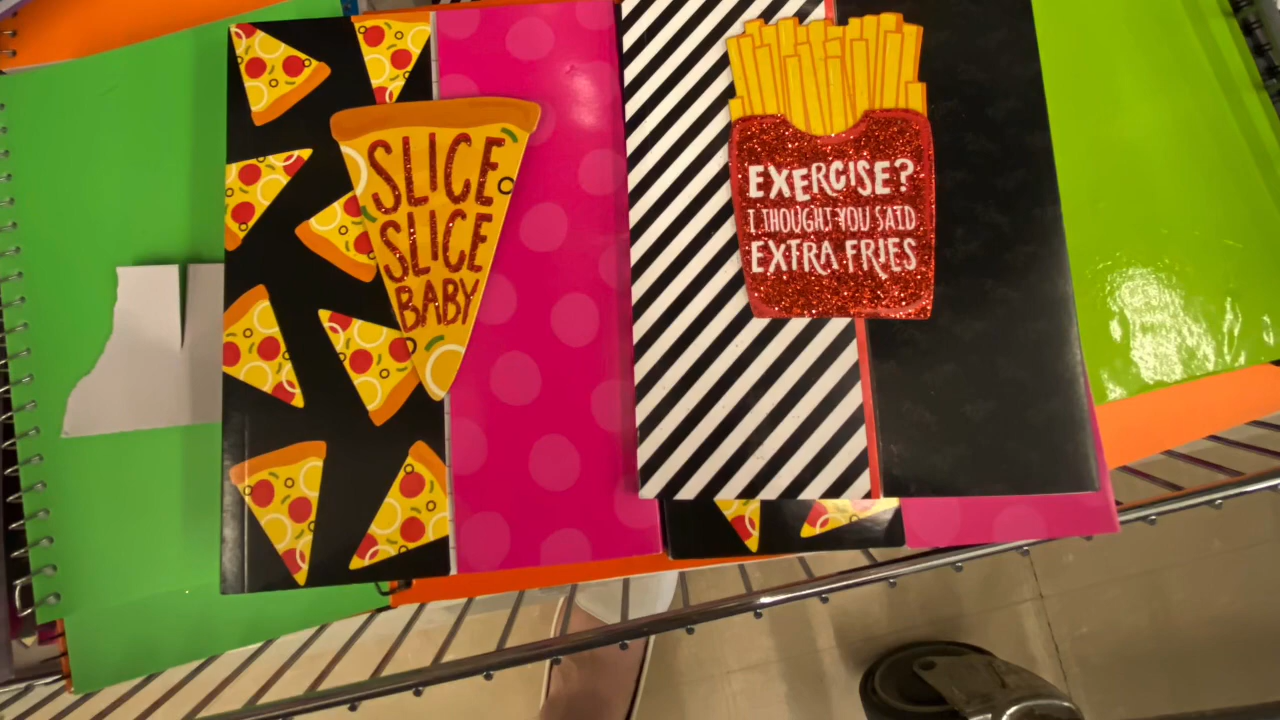 SLICE
SLICE
BABY
EXERCISE?
I THOUGHT YOU SAID
EXTRA FRIES